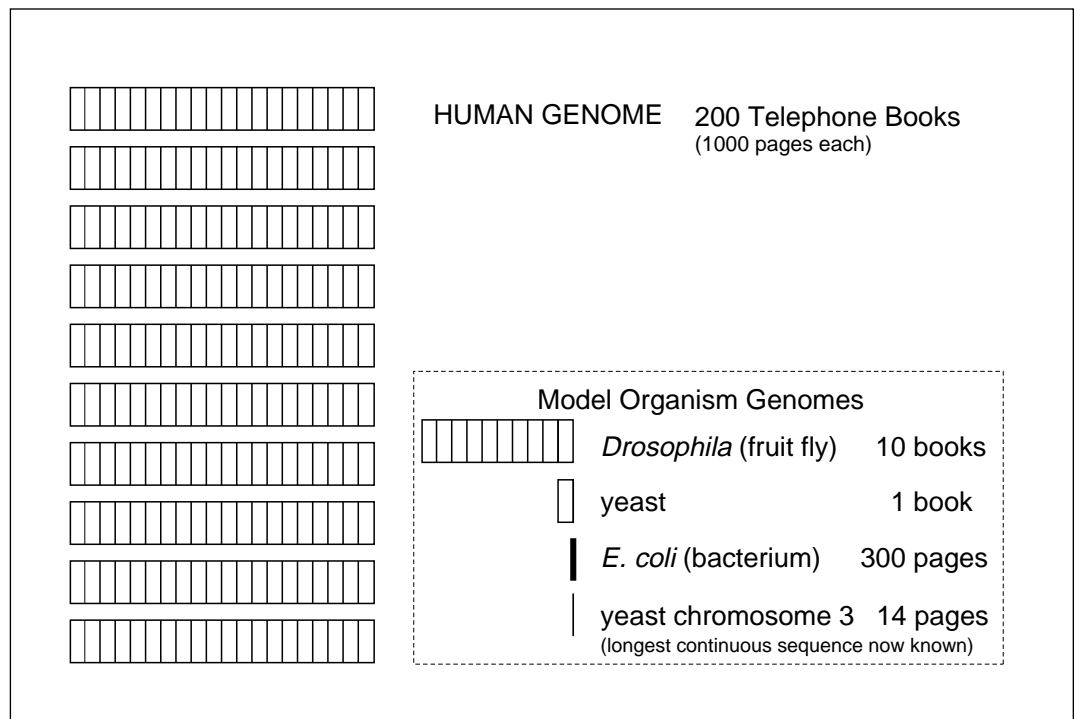 HUMAN GENOME 200 Telephone Books
(1000 pages each)
Model Organism Genomes
Drosophila (fruit fly) 10 books
yeast 1 book
E. coli (bacterium) 300 pages
yeast chromosome 3 14 pages
(longest continuous sequence now known)